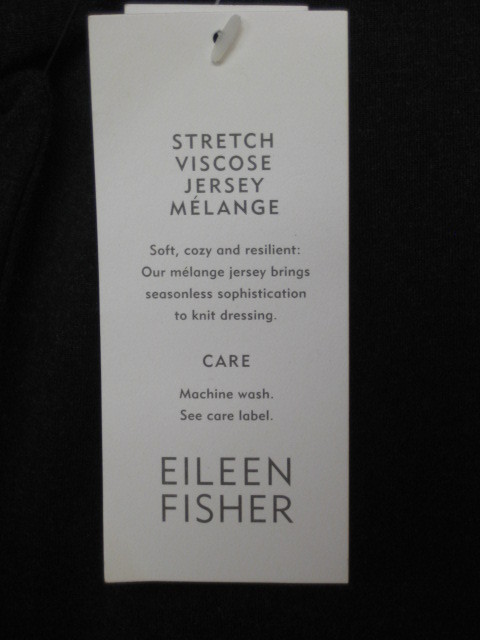 STRETCH
VISCOSE
JERSEY
MÉLANGE
Soft, cozy and resilient:
Our mélange jersey brings
seasonless sophistication
to knit dressing.
CARE
Machine wash.
See care label.
EILEEN
FISHER